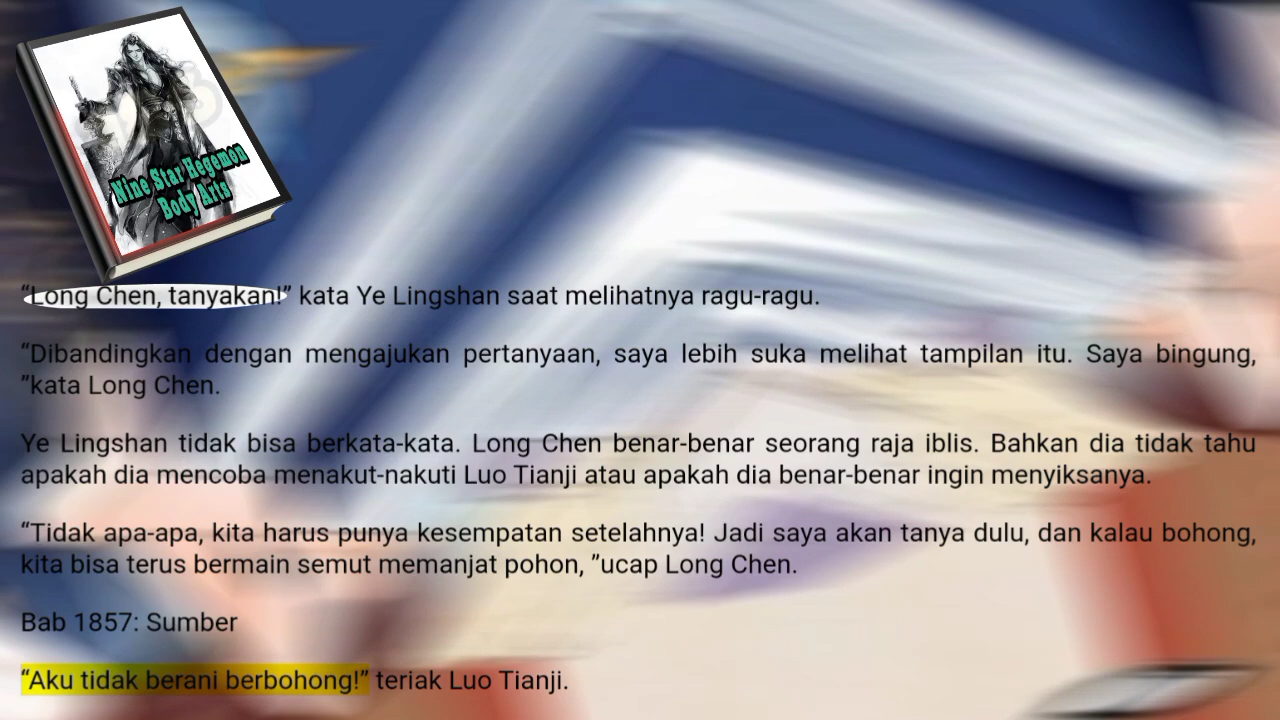 Nine Star Hegemon
Body Arts
“Long Chen, tanyakan!” kata Ye Lingshan saat melihatnya ragu-ragu.
“Dibandingkan dengan mengajukan pertanyaan, saya lebih suka melihat tampilan itu. Saya bingung,
”kata Long Chen.
Ye Lingshan tidak bisa berkata-kata. Long Chen benar-benar seorang raja iblis. Bahkan dia tidak tahu
apakah dia mencoba menakut-nakuti Luo Tianji atau apakah dia benar-benar ingin menyiksanya.
“Tidak apa-apa, kita harus punya kesempatan setelahnya! Jadi saya akan tanya dulu, dan kalau bohong,
kita bisa terus bermain semut memanjat pohon, ”ucap Long Chen.
Bab 1857: Sumber
“Aku tidak berani berbohong!” teriak Luo Tianji.